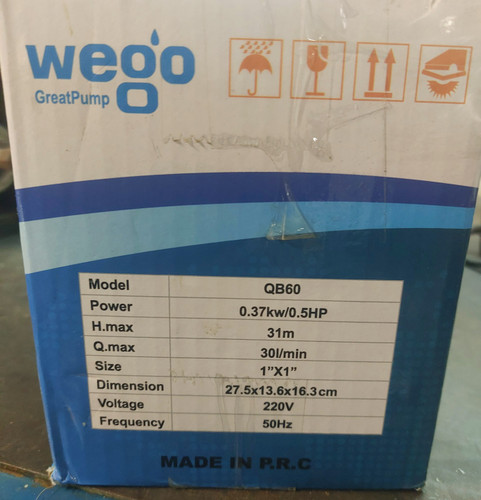 wego
GreatPump
Model QB60
Power 0.37kw/0.5HP
H.max 31m
Q.max 30l/min
Size 1”X1”
Dimension 27.5x13.6x16.3cm
Voltage 220V
Frequency 50Hz
MADE IN P.R.C